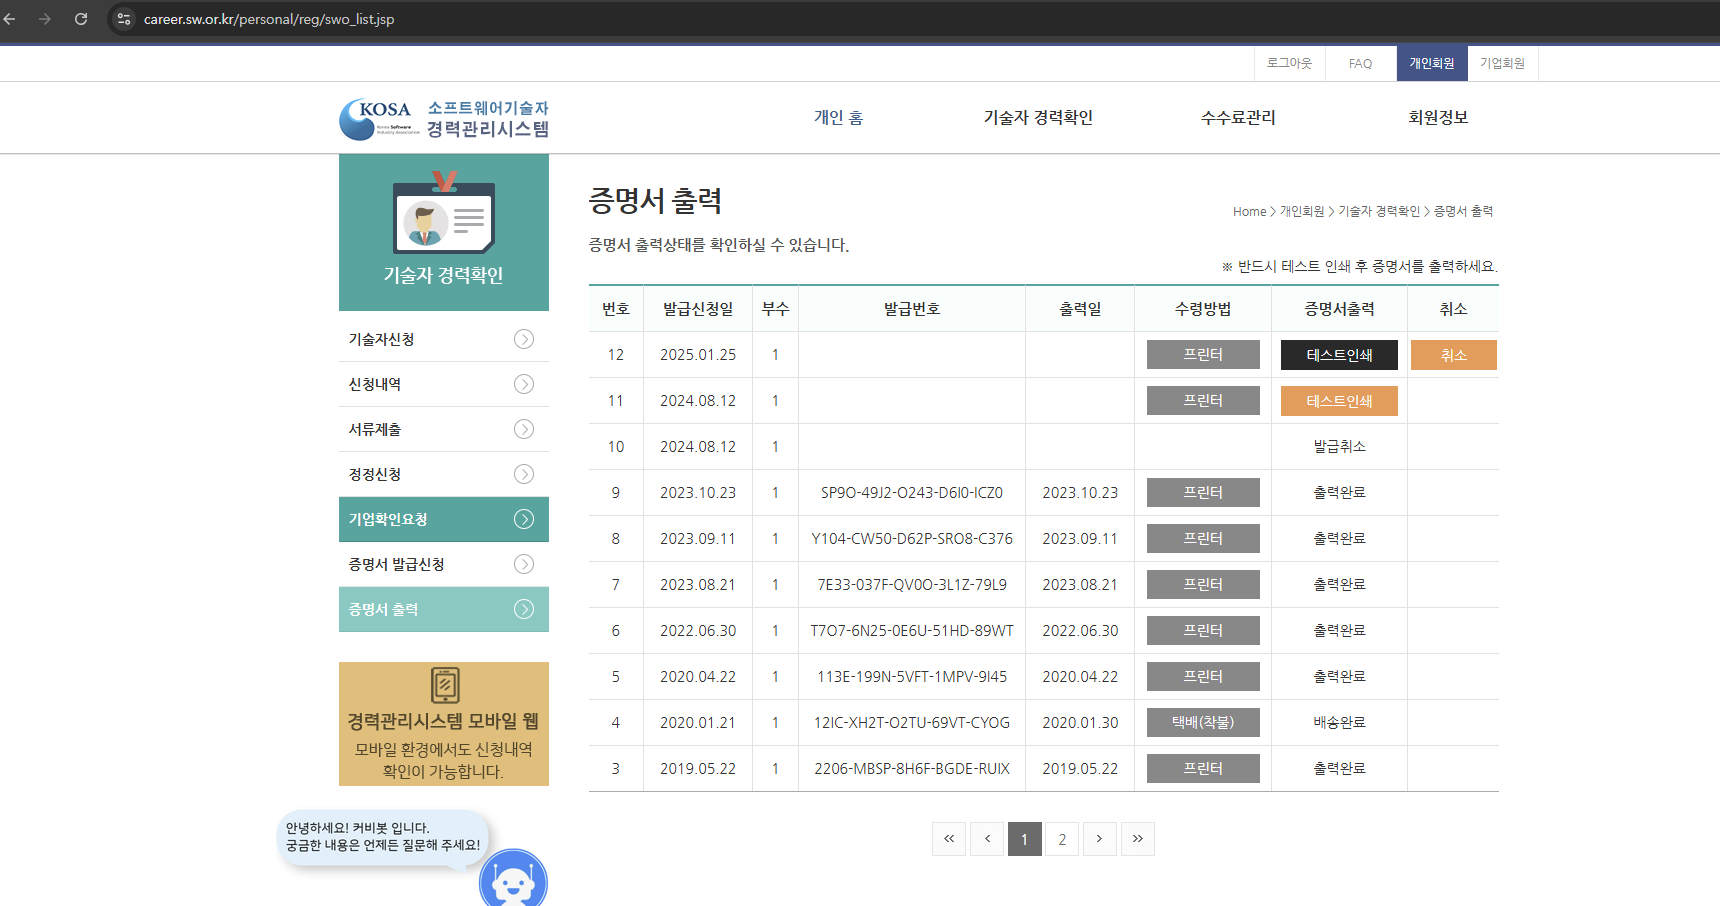 career.sw.or.kr/personal/reg/swo_list.jsp
로그아웃 FAQ 개인회원 기업회원
KOSA 소프트웨어기술자
Korea Software
Industry Association
경력관리시스템
개인 홈 기술자 경력확인 수수료관리 회원정보
기술자 경력확인
기술자신청
신청내역
서류제출
정정신청
기업확인요청
증명서 발급신청
증명서 출력
경력관리시스템 모바일 웹
모바일 환경에서도 신청내역
확인이 가능합니다.
안녕하세요! 커비봇 입니다.
궁금한 내용은 언제든 질문해 주세요!
증명서 출력
Home > 개인회원 > 기술자 경력확인 > 증명서 출력
증명서 출력상태를 확인하실 수 있습니다.
※ 반드시 테스트 인쇄 후 증명서를 출력하세요.
번호 발급신청일 부수 발급번호 출력일 수령방법 증명서출력 취소
12 2025.01.25 1 프린터 테스트인쇄 취소
11 2024.08.12 1 프린터 테스트인쇄
10 2024.08.12 1 발급취소
9 2023.10.23 1 SP9O-49J2-O243-D6I0-ICZ0 2023.10.23 프린터 출력완료
8 2023.09.11 1 Y104-CW50-D62P-SRO8-C376 2023.09.11 프린터 출력완료
7 2023.08.21 1 7E33-037F-QV0O-3L1Z-79L9 2023.08.21 프린터 출력완료
6 2022.06.30 1 T7O7-6N25-0E6U-51HD-89WT 2022.06.30 프린터 출력완료
5 2020.04.22 1 113E-199N-5VFT-1MPV-9I45 2020.04.22 프린터 출력완료
4 2020.01.21 1 12IC-XH2T-O2TU-69VT-CYOG 2020.01.30 택배(착불) 배송완료
3 2019.05.22 1 2206-MBSP-8H6F-BGDE-RUIX 2019.05.22 프린터 출력완료
« ‹ 1 2 › »